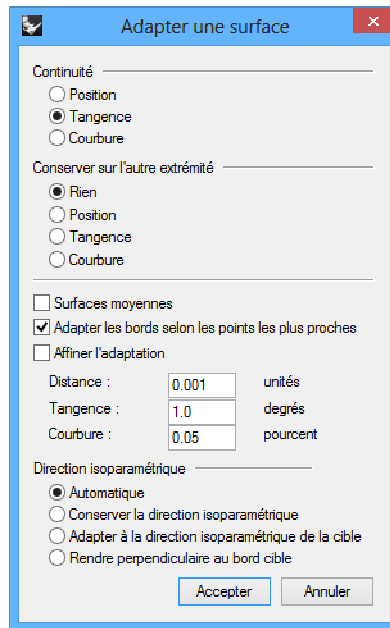 Adapter une surface
Continuité
Position
Tangence
Courbure
Conserver sur l'autre extrémité
Rien
Position
Tangence
Courbure
Surfaces moyennes
Adapter les bords selon les points les plus proches
Affiner l'adaptation
Distance : 0.001 unités
Tangence : 1.0 degrés
Courbure : 0.05 pourcent
Direction isoparamétrique
Automatique
Conserver la direction isoparamétrique
Adapter à la direction isoparamétrique de la cible
Rendre perpendiculaire au bord cible
Accepter Annuler